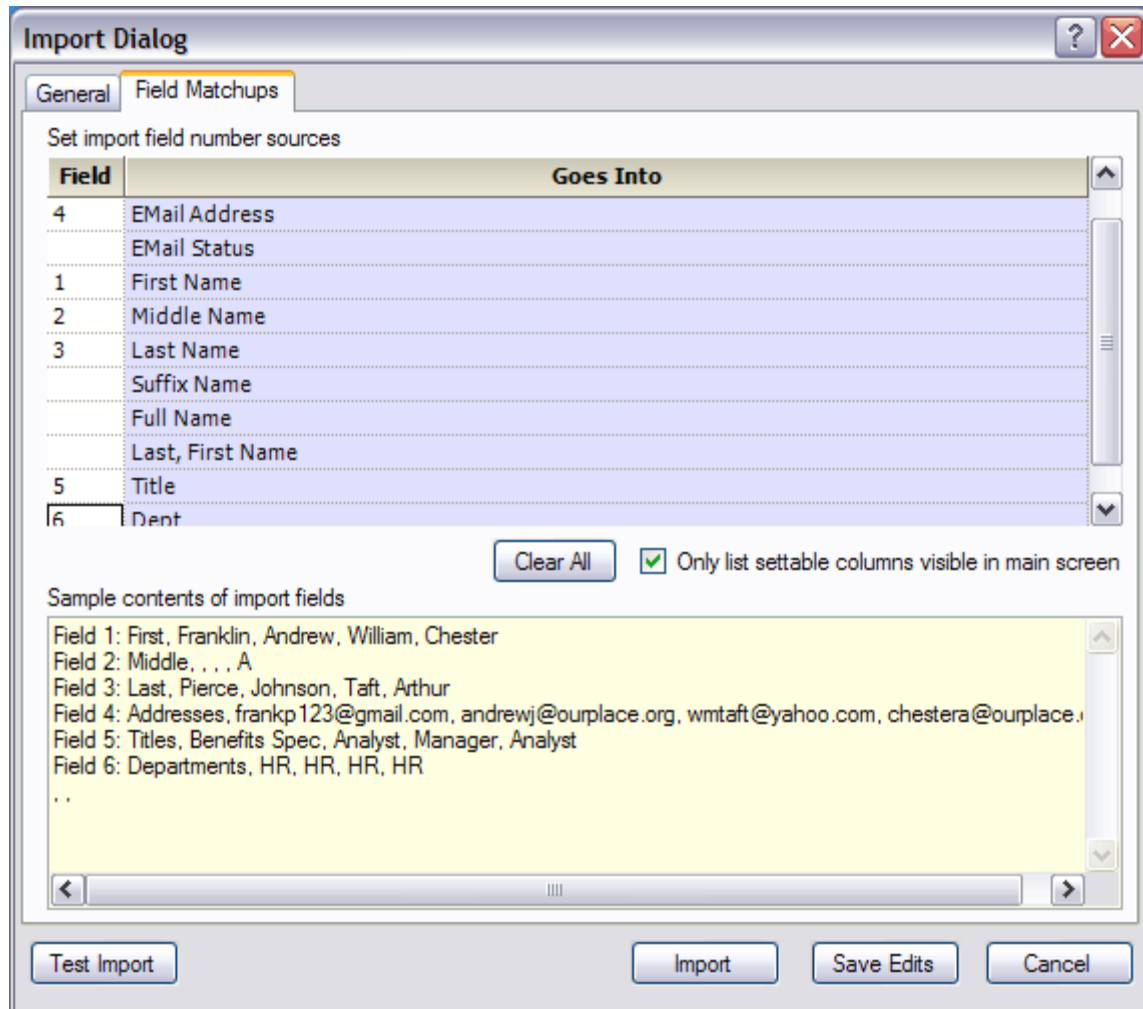 Import Dialog
General Field Matchups
Set import field number sources
Field Goes Into
4 EMail Address
EMail Status
1 First Name
2 Middle Name
3 Last Name
Suffix Name
Full Name
Last, First Name
5 Title
6 Dept
Clear All Only list settable columns visible in main screen
Sample contents of import fields
Field 1: First, Franklin, Andrew, William, Chester
Field 2: Middle, , , , A
Field 3: Last, Pierce, Johnson, Taft, Arthur
Field 4: Addresses, frankp123@gmail.com, andrewj@ourplace.org, wmtaft@yahoo.com, chestera@ourplace.
Field 5: Titles, Benefits Spec, Analyst, Manager, Analyst
Field 6: Departments, HR, HR, HR, HR
. .
Test Import Import Save Edits Cancel